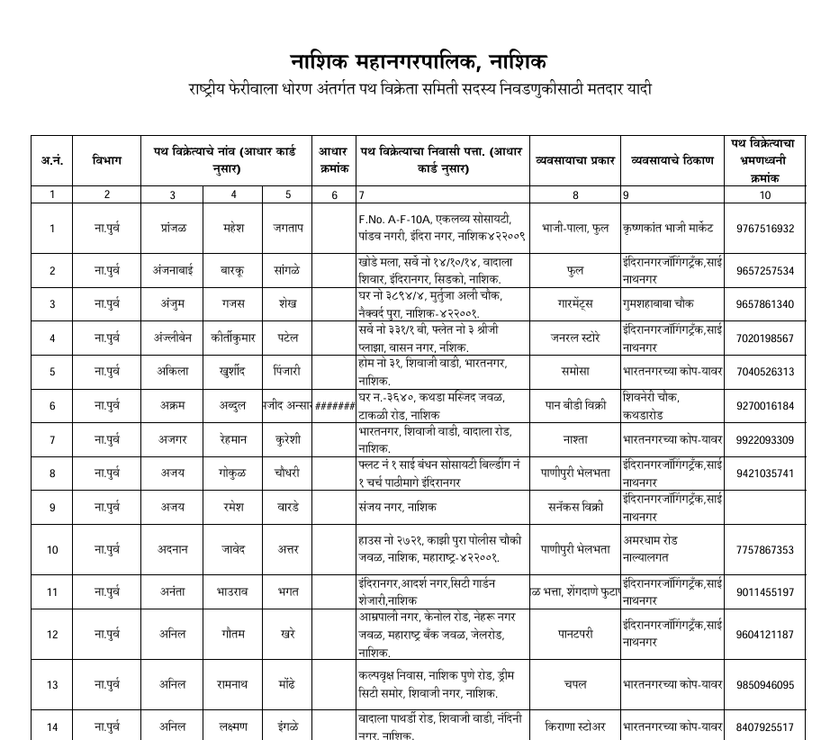 नाशिक महानगरपालिक, नाशिक
राष्ट्रीय फेरीवाला धोरण अंतर्गत पथ विक्रेता समिती सदस्य निवडणुकीसाठी मतदार यादी
अ.नं. विभाग पथ विक्रेत्याचे नांव (आधार कार्ड नुसार) आधार क्रमांक पथ विक्रेत्याचा निवासी पत्ता. (आधार कार्ड नुसार) व्यवसायाचा प्रकार व्यवसायाचे ठिकाण पथ विक्रेत्याचा भ्रमणध्वनी क्रमांक
1 2 3 4 5 6 7 8 9 10
1 ना.पुर्व प्रांजळ महेश जगताप F.No. A-F-10A, एकलव्य सोसायटी, पांडव नगरी, इंदिरा नगर, नाशिक४२२००९ भाजी-पाला, फुल कृष्णकांत भाजी मार्केट 9767516932
2 ना.पुर्व अंजनाबाई बारकू सांगळे खोडे मला, सर्वे नो १४/१०/१४, वादाला शिवार, इंदिरानगर, सिडको, नाशिक. फुल इंदिरानगरजॉगिंगट्रॅक,साई नाथनगर 9657257534
3 ना.पुर्व अंजुम गजस शेख घर नो ३८९४/४, मुर्तुजा अली चौक, नैक्वर्द पुरा, नाशिक-४२२००१. गारमेंट्स गुमशहाबाबा चौक 9657861340
4 ना.पुर्व अंज्लीबेन कीर्तीकुमार पटेल सर्वे नो ३३१/१ बी, फ्लेत नो ३ श्रीजी प्लाझा, वासन नगर, नशिक. जनरल स्टोरे इंदिरानगरजॉगिंगट्रॅक,साई नाथनगर 7020198567
5 ना.पुर्व अकिला खुर्शीद पिंजारी होम नो ३१, शिवाजी वाडी, भारतनगर, नाशिक. समोसा भारतनगरच्या कोप-यावर 7040526313
6 ना.पुर्व अक्रम अब्दुल जीद अन्सा ####### घर न.-३६४०, कथडा मस्जिद जवळ, टाकळी रोड, नाशिक पान बीडी विक्री शिवनेरी चौक, कथडारोड 9270016184
7 ना.पुर्व अजगर रेहमान कुरेशी भारतनगर, शिवाजी वाडी, वादाला रोड, नाशिक. नाश्ता भारतनगरच्या कोप-यावर 9922093309
8 ना.पुर्व अजय गोकुळ चौधरी फ्लट नं १ साई बंधन सोसायटी बिल्डींग नं १ चर्च पाठीमागे इंदिरानगर पाणीपुरी भेलभता इंदिरानगरजॉगिंगट्रॅक,साई नाथनगर 9421035741
9 ना.पुर्व अजय रमेश वारडे संजय नगर, नाशिक सनॅकस विक्री इंदिरानगरजॉगिंगट्रॅक,साई नाथनगर
10 ना.पुर्व अदनान जावेद अत्तर हाउस नो २७२१, काझी पुरा पोलीस चौकी जवळ, नाशिक, महाराष्ट्र-४२२००१. पाणीपुरी भेलभता अमरधाम रोड नाल्यालगत 7757867353
11 ना.पुर्व अनंता भाउराव भगत इंदिरानगर,आदर्श नगर,सिटी गार्डन शेजारी,नाशिक ळ भत्ता, शेंगदाणे फुटा इंदिरानगरजॉगिंगट्रॅक,साई नाथनगर 9011455197
12 ना.पुर्व अनिल गौतम खरे आम्रपाली नगर, केनोल रोड, नेहरू नगर जवळ, महाराष्ट्र बँक जवळ, जेलरोड, नाशिक. पानटपरी इंदिरानगरजॉगिंगट्रॅक,साई नाथनगर 9604121187
13 ना.पुर्व अनिल रामनाथ मोंढे कल्पवृक्ष निवास, नाशिक पुणे रोड, ड्रीम सिटी समोर, शिवाजी नगर, नाशिक. चपल भारतनगरच्या कोप-यावर 9850946095
14 ना.पुर्व अनिल लक्ष्मण इंगळे वादाला पाथर्डी रोड, शिवाजी वाडी, नंदिनी नगर, नाशिक. किराणा स्टोअर भारतनगरच्या कोप-यावर 8407925517